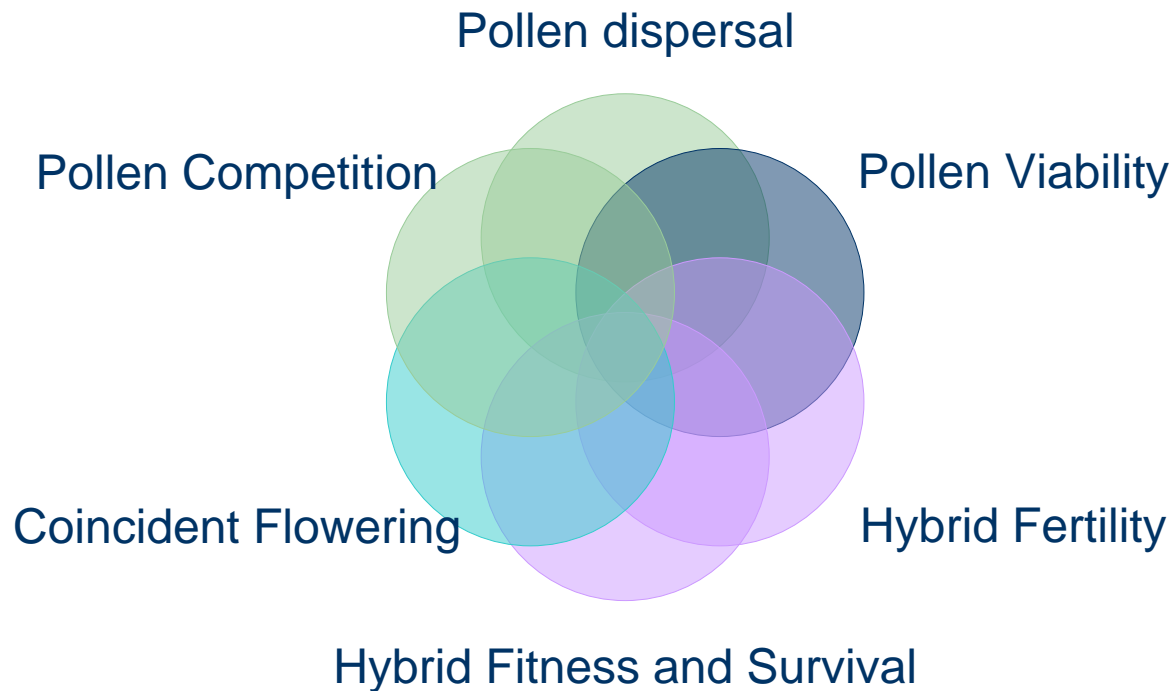 Pollen dispersal
Pollen Competition
Pollen Viability
Coincident Flowering
Hybrid Fertility
Hybrid Fitness and Survival